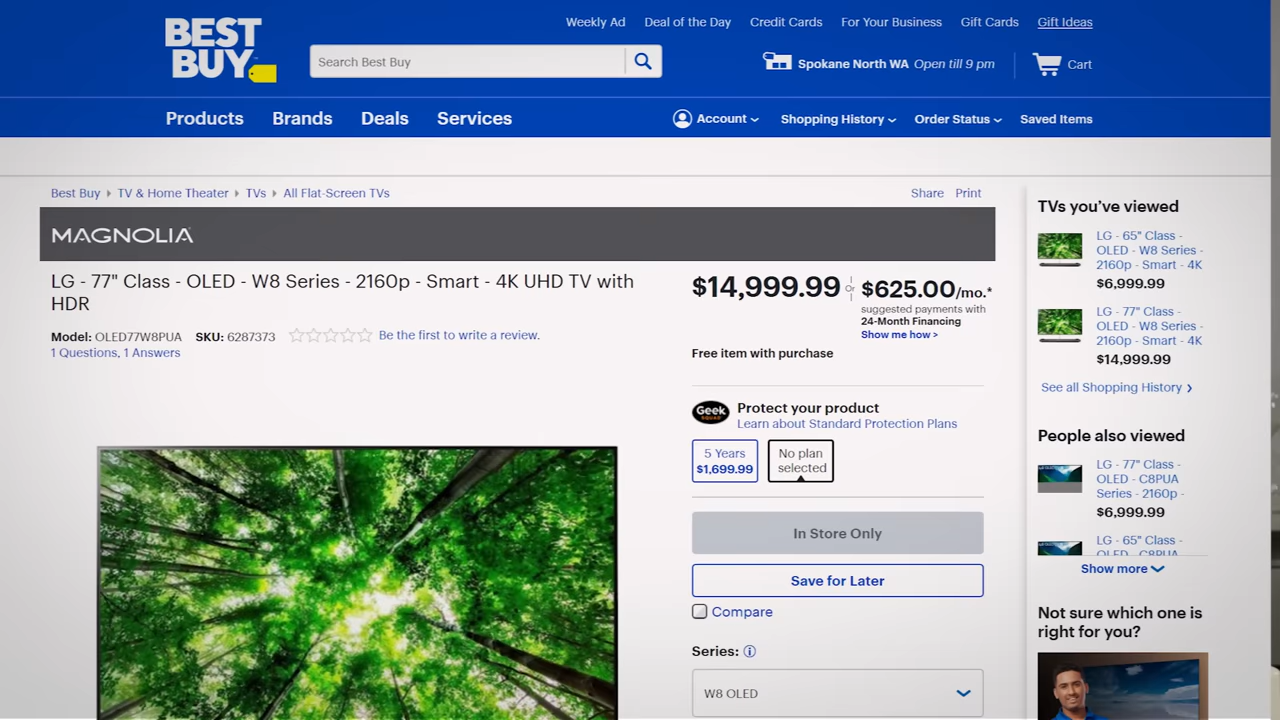 BEST
BUY
Weekly Ad
Deal of the Day
Credit Cards
For Your Business
Gift Cards
Gift Ideas
Search Best Buy
Spokane North WA Open till 9 pm
Cart
Products
Brands
Deals
Services
Account
Shopping History
Order Status
Saved Items
Best Buy
TV & Home Theater
TVs
All Flat-Screen TVs
Share
Print
MAGNOLIA
LG - 77" Class - OLED - W8 Series - 2160p - Smart - 4K UHD TV with
HDR
Model: OLED77W8PUA SKU: 6287373
Be the first to write a review.
1 Questions, 1 Answers
$14,999.99
or
$625.00/mo.*
suggested payments with
24-Month Financing
Show me how >
Free item with purchase
Geek
SQUAD
Protect your product
Learn about Standard Protection Plans
5 Years
$1,699.99
No plan
selected
In Store Only
Save for Later
Compare
Series:
W8 OLED
TVs you've viewed
LG - 65" Class -
OLED - W8 Series -
2160p - Smart - 4K
$6,999.99
LG - 77" Class -
OLED - W8 Series -
2160p - Smart - 4K
$14,999.99
See all Shopping History
People also viewed
LG - 77" Class -
OLED - C8PUA
Series - 2160p -
$6,999.99
LG - 65" Class -
OLED - C8PUA
Show more
Not sure which one is
right for you?